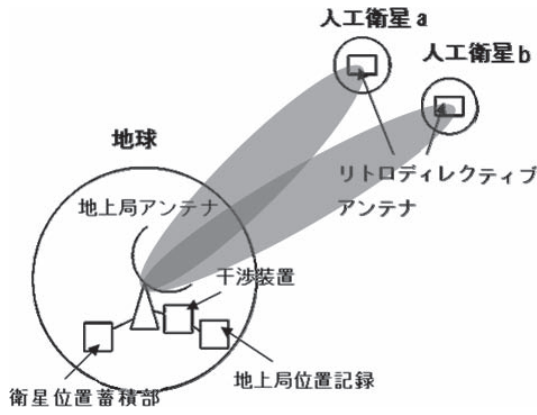 人工衛星a
人工衛星b
地球
リトロディレクティブ
アンテナ
地上局アンテナ
干渉装置
地上局位置記録
衛星位置蓄積部